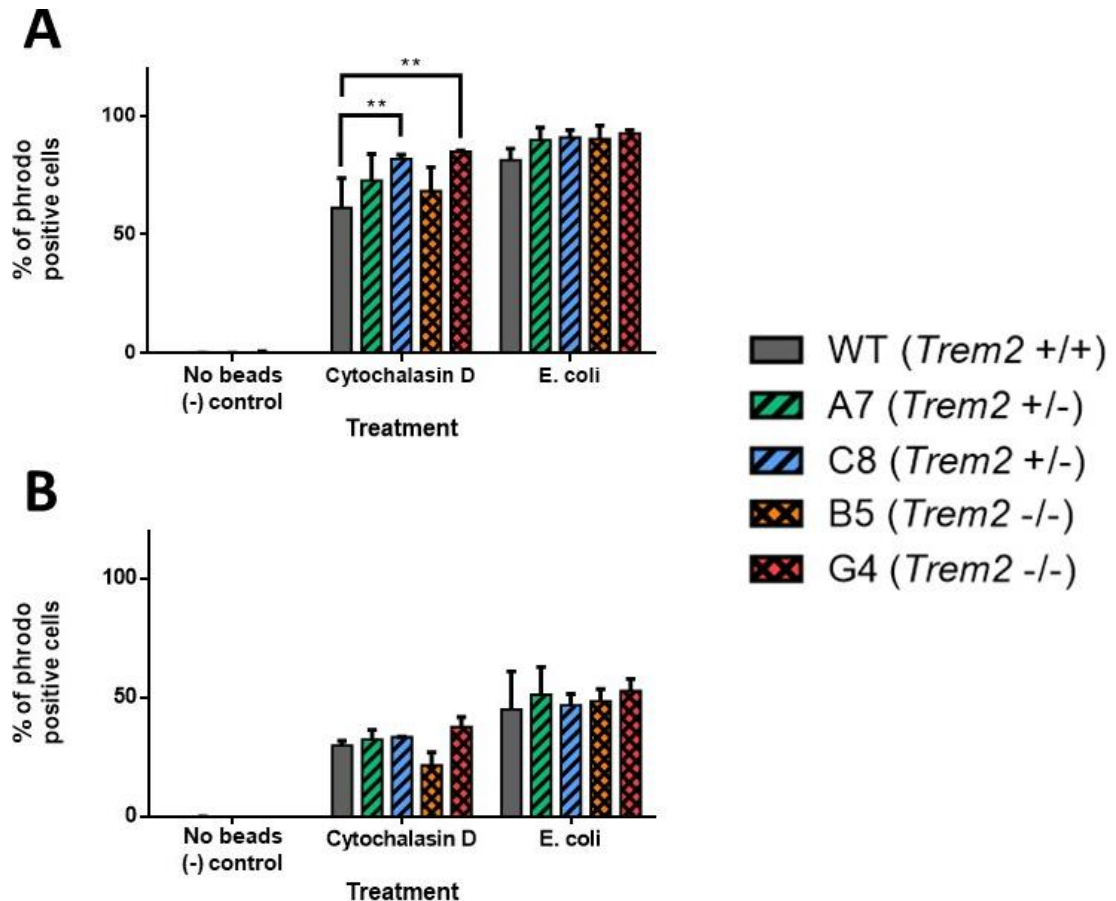 A
% of phrodo
positive cells
100
50
0
**
**
No beads
(-) control
Cytochalasin D
E. coli
Treatment
WT (Trem2 +/+)
A7 (Trem2 +/-)
C8 (Trem2 +/-)
B5 (Trem2 -/-)
G4 (Trem2 -/-)
B
% of phrodo
positive cells
100
50
0
No beads
(-) control
Cytochalasin D
E. coli
Treatment